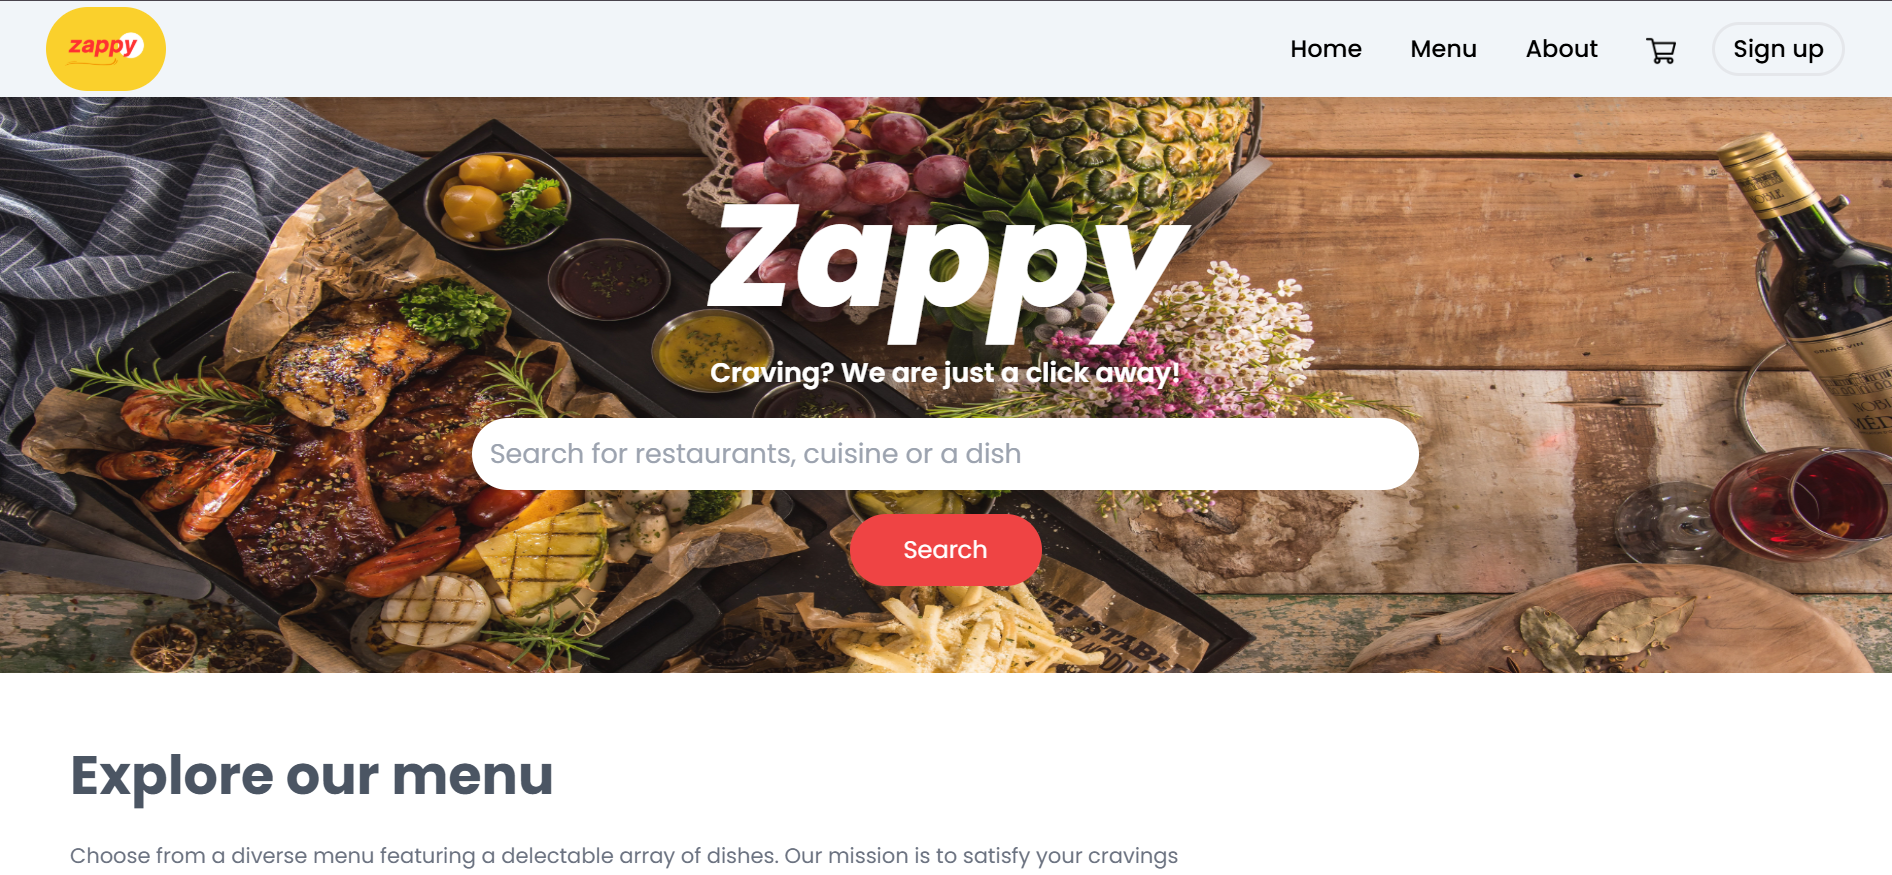 zappy
Home
Menu
About
Sign up
Zappy
Craving? We are just a click away!
Search for restaurants, cuisine or a dish
Search
GRAND VIN
Explore our menu
Choose from a diverse menu featuring a delectable array of dishes. Our mission is to satisfy your cravings